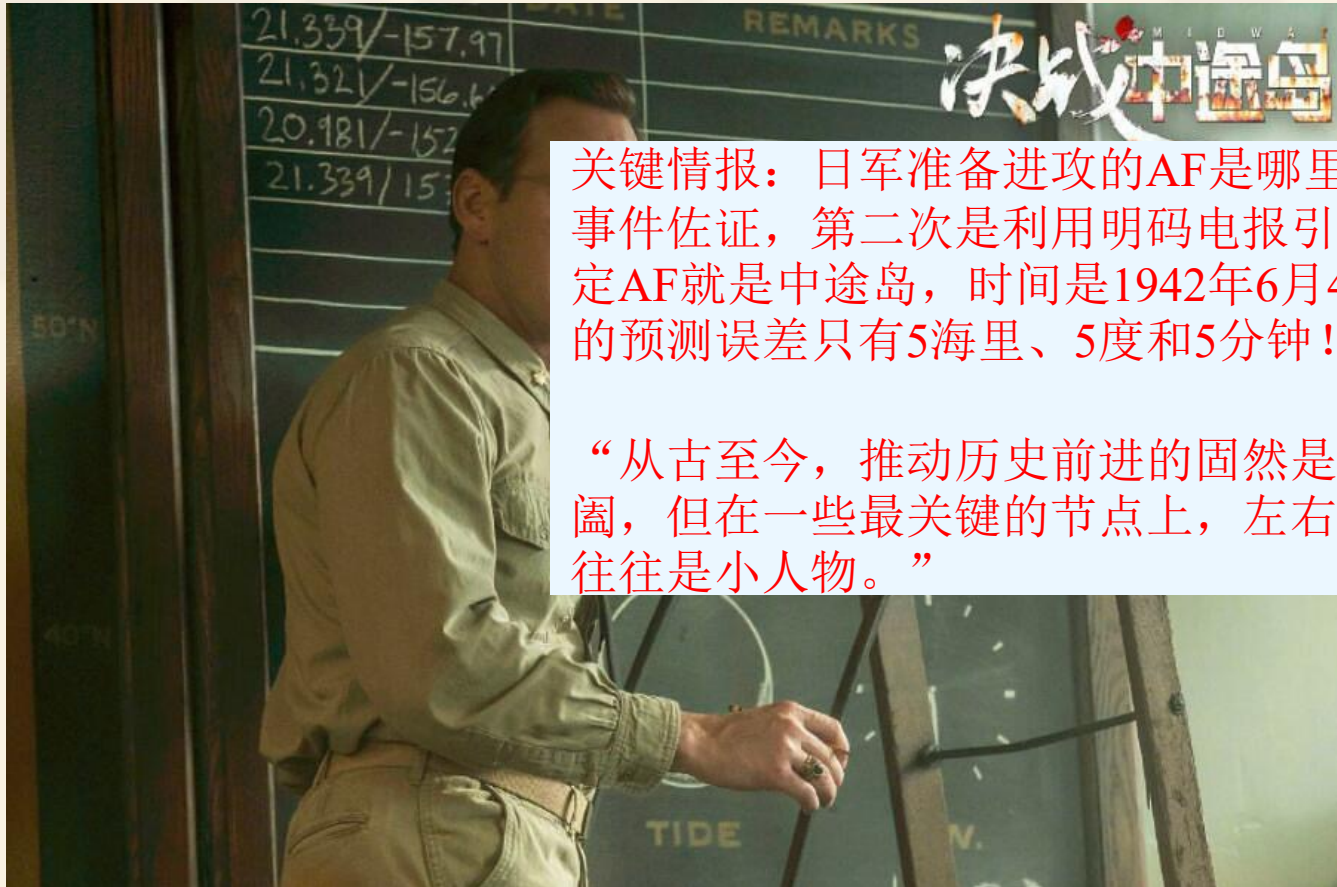 21.339/-157.97
21.321/-156.6
20.981/-152
21.339/15
DATE
REMARKS
MIDWA
决战中途岛
关键情报：日军准备进攻的AF是哪里
事件佐证，第二次是利用明码电报引
定AF就是中途岛，时间是1942年6月4
的预测误差只有5海里、5度和5分钟！
“从古至今，推动历史前进的固然是
阖，但在一些最关键的节点上，左右
往往是小人物。”
50°N
40°N
TIDE
W.